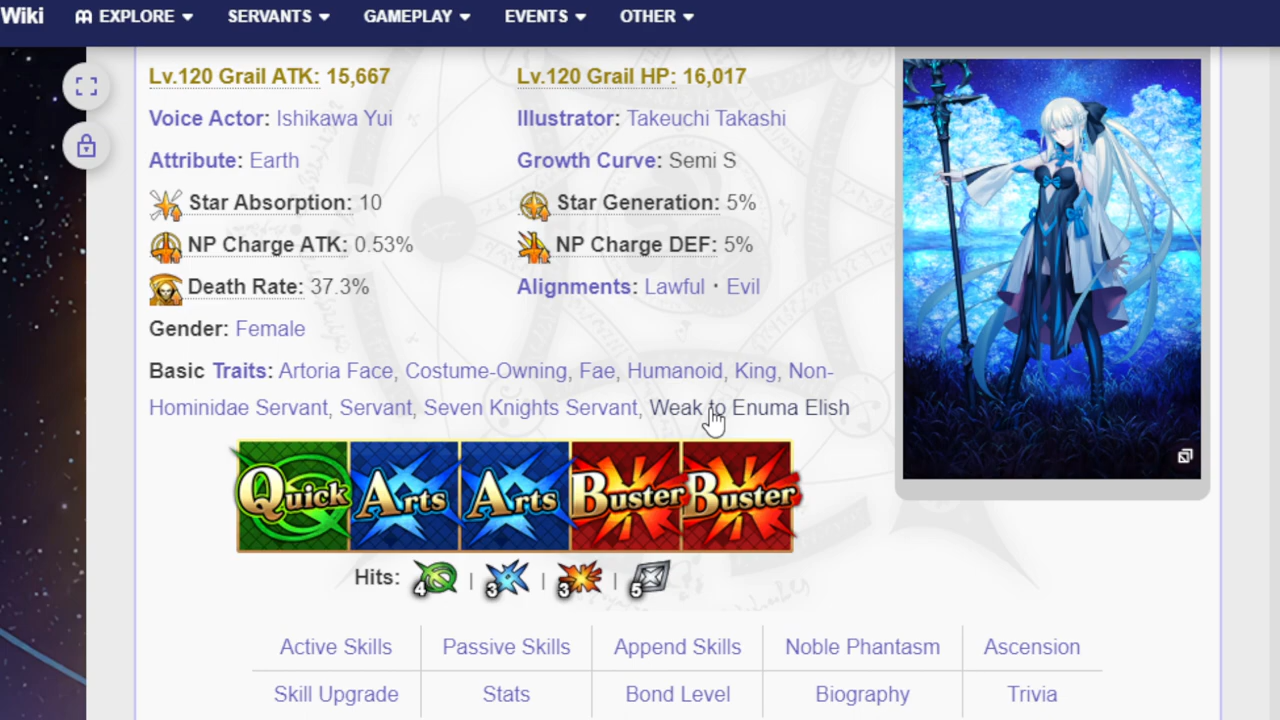 Wiki EXPLORE SERVANTS GAMEPLAY EVENTS OTHER
Lv.120 Grail ATK: 15,667 Lv.120 Grail HP: 16,017
Voice Actor: Ishikawa Yui Illustrator: Takeuchi Takashi
Attribute: Earth Growth Curve: Semi S
Star Absorption: 10 Star Generation: 5%
NP Charge ATK: 0.53% NP Charge DEF: 5%
Death Rate: 37.3% Alignments: Lawful・Evil
Gender: Female
Basic Traits: Artoria Face, Costume-Owning, Fae, Humanoid, King, Non-
Hominidae Servant, Servant, Seven Knights Servant, Weak to Enuma Elish
Quick Arts Arts Buster Buster
Hits: 4 | 3 | 3 | 5
Active Skills Passive Skills Append Skills Noble Phantasm Ascension
Skill Upgrade Stats Bond Level Biography Trivia